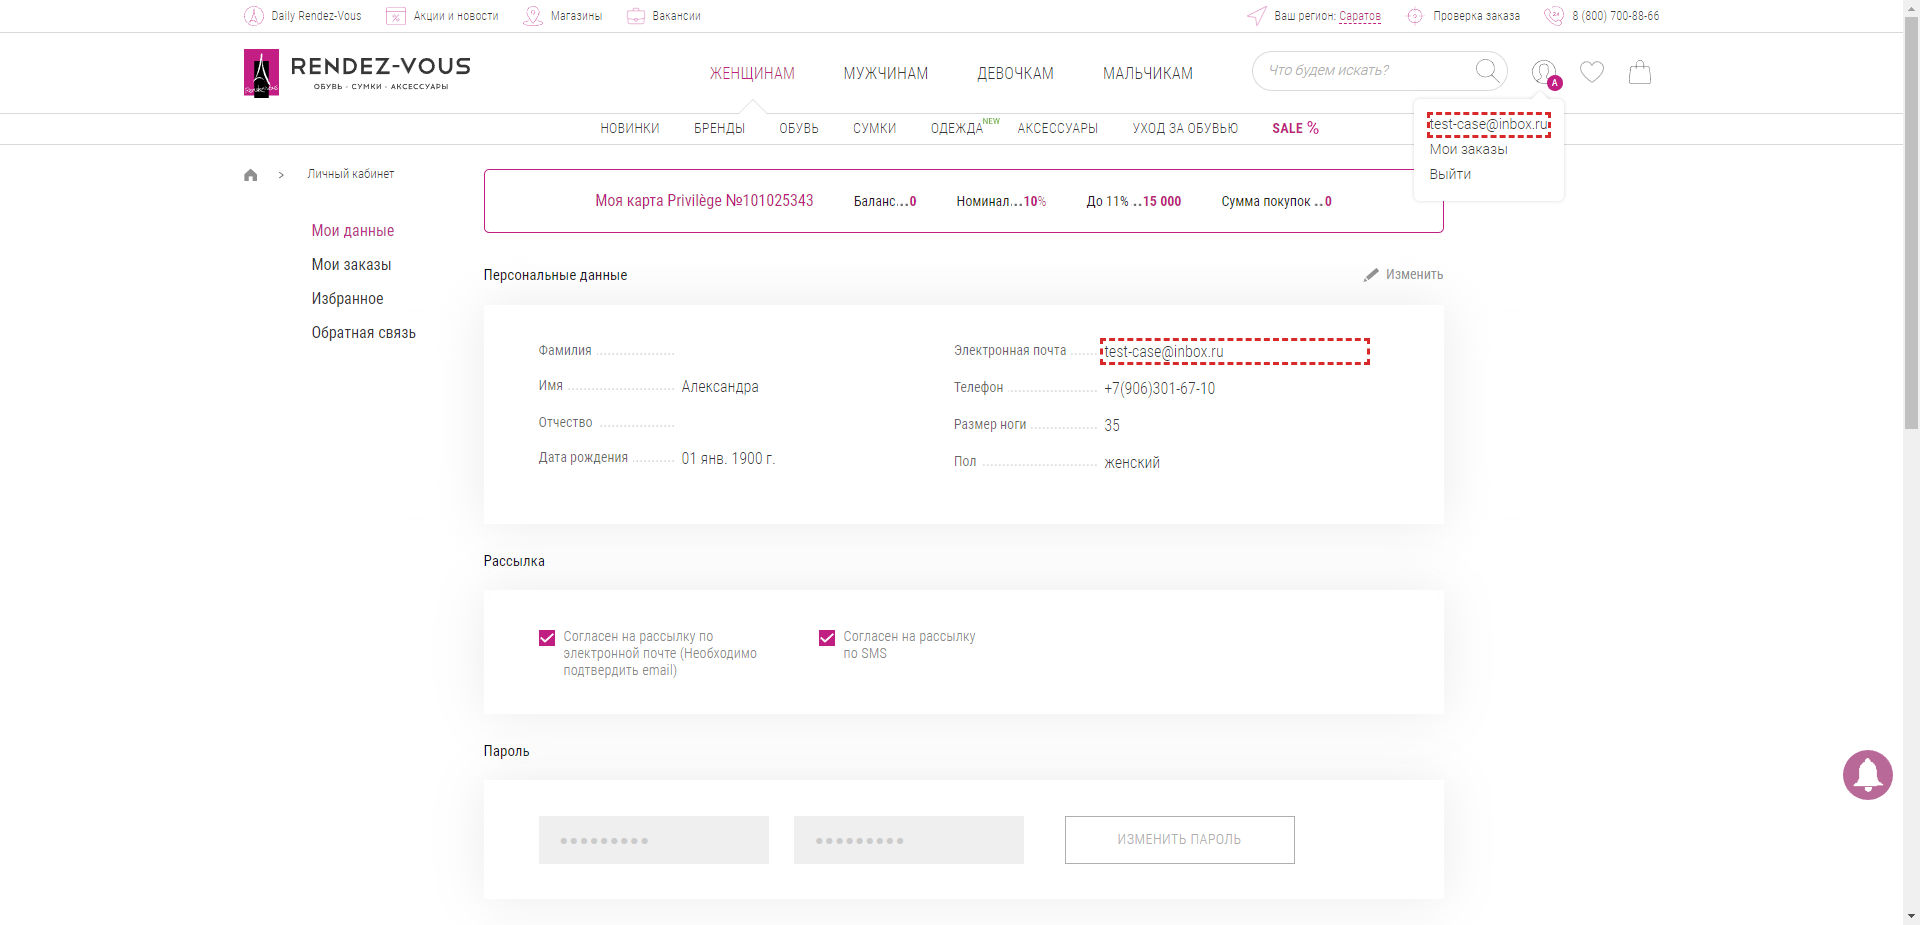 Daily Rendez-Vous
Акции и новости
Магазины
Вакансии
Ваш регион: Саратов
Проверка заказа
24
8 (800) 700-88-66
Rendez-vous
RENDEZ-VOUS
ОБУВЬ · СУМКИ · АКСЕССУАРЫ
ЖЕНЩИНАМ
МУЖЧИНАМ
ДЕВОЧКАМ
МАЛЬЧИКАМ
Что будем искать?
А
НОВИНКИ
БРЕНДЫ
ОБУВЬ
СУМКИ
ОДЕЖДА NEW
АКСЕССУАРЫ
УХОД ЗА ОБУВЬЮ
SALE %
test-case@inbox.ru
Мои заказы
Выйти
> Личный кабинет
Мои данные
Мои заказы
Избранное
Обратная связь
Моя карта Privilège №101025343
Баланс...0
Номинал...10%
До 11% ..15 000
Сумма покупок ..0
Персональные данные
Изменить
Фамилия
Имя Александра
Отчество
Дата рождения 01 янв. 1900 г.
Электронная почта test-case@inbox.ru
Телефон +7(906)301-67-10
Размер ноги 35
Пол женский
Рассылка
Согласен на рассылку по
электронной почте (Необходимо
подтвердить email)
Согласен на рассылку
по SMS
Пароль
ИЗМЕНИТЬ ПАРОЛЬ